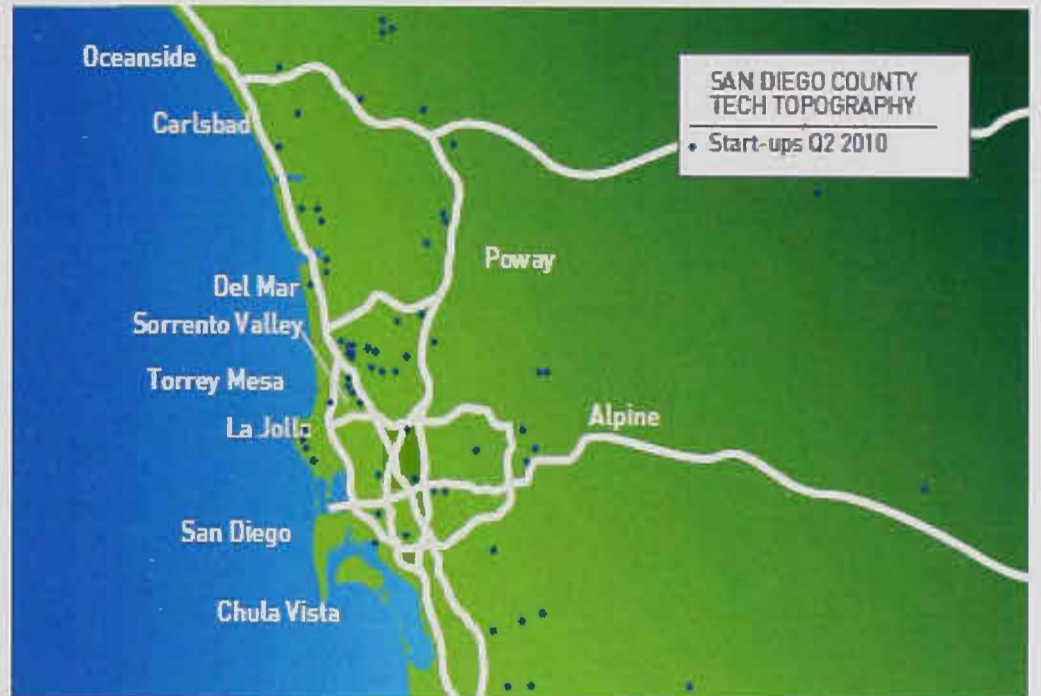 Oceanside
SAN DIEGO COUNTY
TECH TOPOGRAPHY
Start-ups Q2 2010
Carlsbad
Poway
Del Mar
Sorrento Valley
Torrey Mesa
La Jolla
Alpine
San Diego
Chula Vista